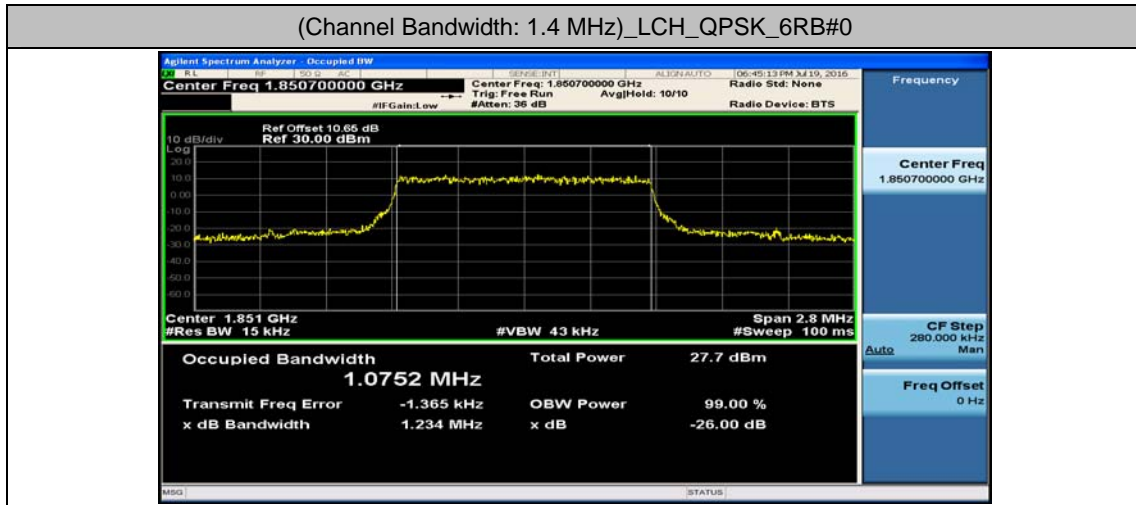 (Channel Bandwidth: 1.4 MHz)_LCH_QPSK_6RB#0
Agilent Spectrum Analyzer - Occupied BW
LXI RL RF 50 Ω AC SENSE:INT ALIGN AUTO 06:45:13 PM Jul 19, 2016
Center Freq 1.850700000 GHz
Center Freq: 1.850700000 GHz
Radio Std: None
Trig: Free Run Avg|Hold: 10/10
#IFGain:Low #Atten: 36 dB Radio Device: BTS
Ref Offset 10.65 dB
10 dB/div Ref 30.00 dBm
Log
20.0
10.0
0.00
-10.0
-20.0
-30.0
-40.0
-50.0
-60.0
Center 1.851 GHz Span 2.8 MHz
#Res BW 15 kHz #VBW 43 kHz #Sweep 100 ms
Occupied Bandwidth Total Power 27.7 dBm
1.0752 MHz
Transmit Freq Error -1.365 kHz OBW Power 99.00 %
x dB Bandwidth 1.234 MHz x dB -26.00 dB
MSG STATUS
Frequency
Center Freq
1.850700000 GHz
CF Step
280.000 kHz
Auto Man
Freq Offset
0 Hz